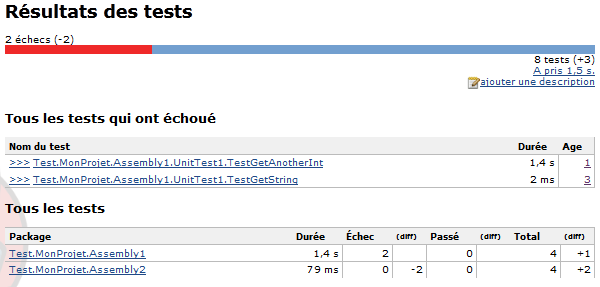 Résultats des tests
2 échecs (-2)
8 tests (+3)
A pris 1,5 s.
ajouter une description
Tous les tests qui ont échoué
Nom du test Durée Age
>>> Test.MonProjet.Assembly1.UnitTest1.TestGetAnotherInt 1,4 s 1
>>> Test.MonProjet.Assembly1.UnitTest1.TestGetString 2 ms 3
Tous les tests
Package Durée Échec (diff) Passé (diff) Total (diff)
Test.MonProjet.Assembly1 1,4 s 2 0 4 +1
Test.MonProjet.Assembly2 79 ms 0 -2 0 4 +2